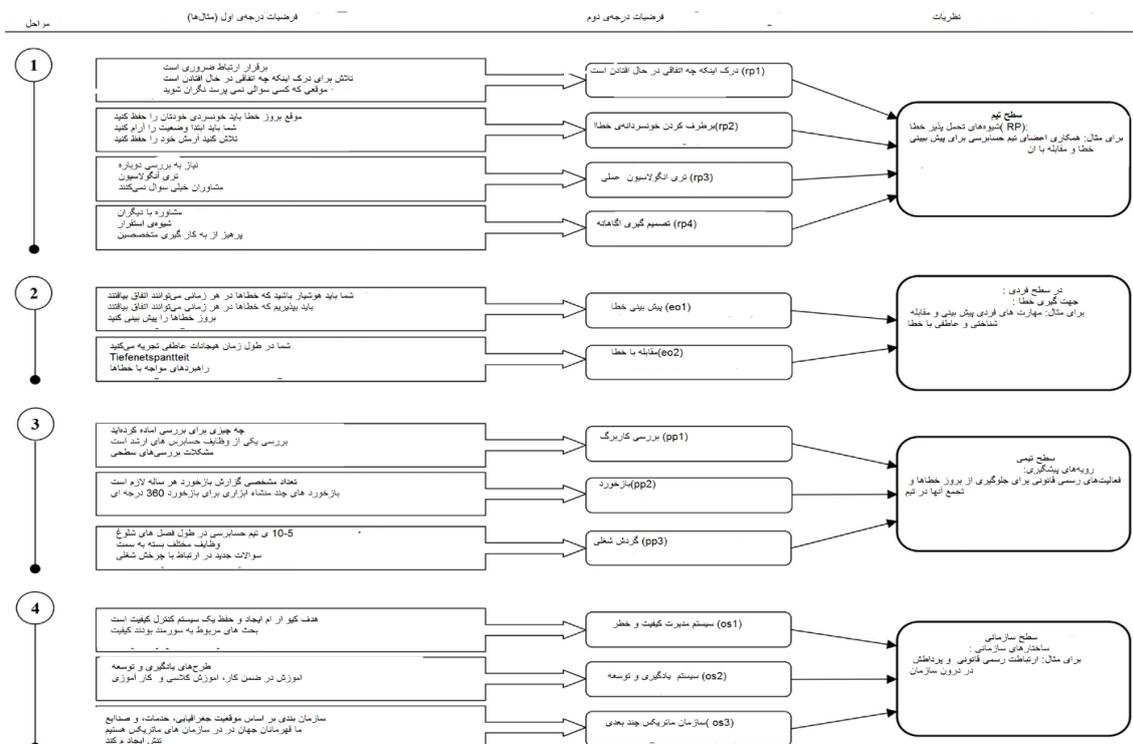 مراحل
فرضیات درجه‌ی اول (مثال‌ها)
فرضیات درجه‌ی دوم
نظریات
1
برقرار ارتباط ضروری است
تلاش برای درک اینکه چه اتفاقی در حال افتادن است
موقعی که کسی سوالی نمی پرسد نگران شوید
(rp1) درک اینکه چه اتفاقی در حال افتادن است
موقع بروز خطا باید خونسردی خودتان را حفظ کنید
شما باید ابتدا وضعیت را آرام کنید
تلاش کنید آرمش خود را حفظ کنید
(rp2)برطرف کردن خونسردانه‌ی خطاا
نیاز به بررسی دوباره
تری آنگولاسیون
مشاوران خیلی سوال نمی‌کنند
(rp3) تری انگولاسیون عملی
مشاوره با دیگران
شیوه‌ی استقرار
پرهیز از به کار گیری متخصصین
(rp4) تصمیم گیری اگاهانه
سطح تیم
شیوه‌های تحمل پذیر خطا( RP):
برای مثال: همکاری اعضای تیم حسابرسی برای پیش بینی
خطا و مقابله با ان
2
شما باید هوشیار باشید که خطاها در هر زمانی می‌توانند اتفاق بیافتند
باید بپذیریم که خطاها در هر زمانی می‌توانند اتفاق بیافتند
بروز خطاها را پیش بینی کنید
(eo1) پیش بینی خطا
شما در طول زمان هیجانات عاطفی تجربه می‌کنید
Tiefenetspantteit
راهبردهای مواجه با خطاها
(eo2)مقابله با خطا
در سطح فردی :
جهت گیری خطا :
برای مثال: مهارت های فردی پیش بینی و مقابله
شناختی و عاطفی با خطا
3
چه چیزی برای بررسی اماده کرده‌اید
بررسی یکی از وظایف حسابرس های ارشد است
مشکلات بررسی‌های سطحی
(pp1) بررسی کاربرگ
تعداد مشخصی گزارش بازخورد هر ساله لازم است
بازخورد های چند منشاء ابزاری برای بازخورد 360 درجه ای
(pp2)بازخورد
10-5 ی تیم حسابرسی در طول فصل های شلوغ
وظایف مختلف بسته به سمت
سوالات جدید در ارتباط با چرخش شغلی
(pp3) گردش شغلی
سطح تیمی
رویه‌های پیشگیری:
فعالیت‌های رسمی قانونی برای جلوگیری از بروز خطاها و
تجمع آنها در تیم
4
هدف کیو ار ام ایجاد و حفظ یک سیستم کنترل کیفیت است
بحث های مربوط به سورمند بودند کیفیت
(os1) سیستم مدیرت کیفیت و خطر
طرح‌های یادگیری و توسعه
اموزش در ضمن کار، اموزش کلاسی و کار آموزی
(os2) سیستم یادگیری و توسعه
سازمان بندی بر اساس موقعیت جغرافیایی، خدمات، و صناایع
ما قهرمانان جهان در در سازمان های ماتریکس هستیم
تنش ایجاد
(os3 )سازمان ماتریکس چند بعدی
سطح سازمانی
ساختارهای سازمانی :
برای مثال: ارتباطت رسمی قانونی و پرداطش
در درون سازمان